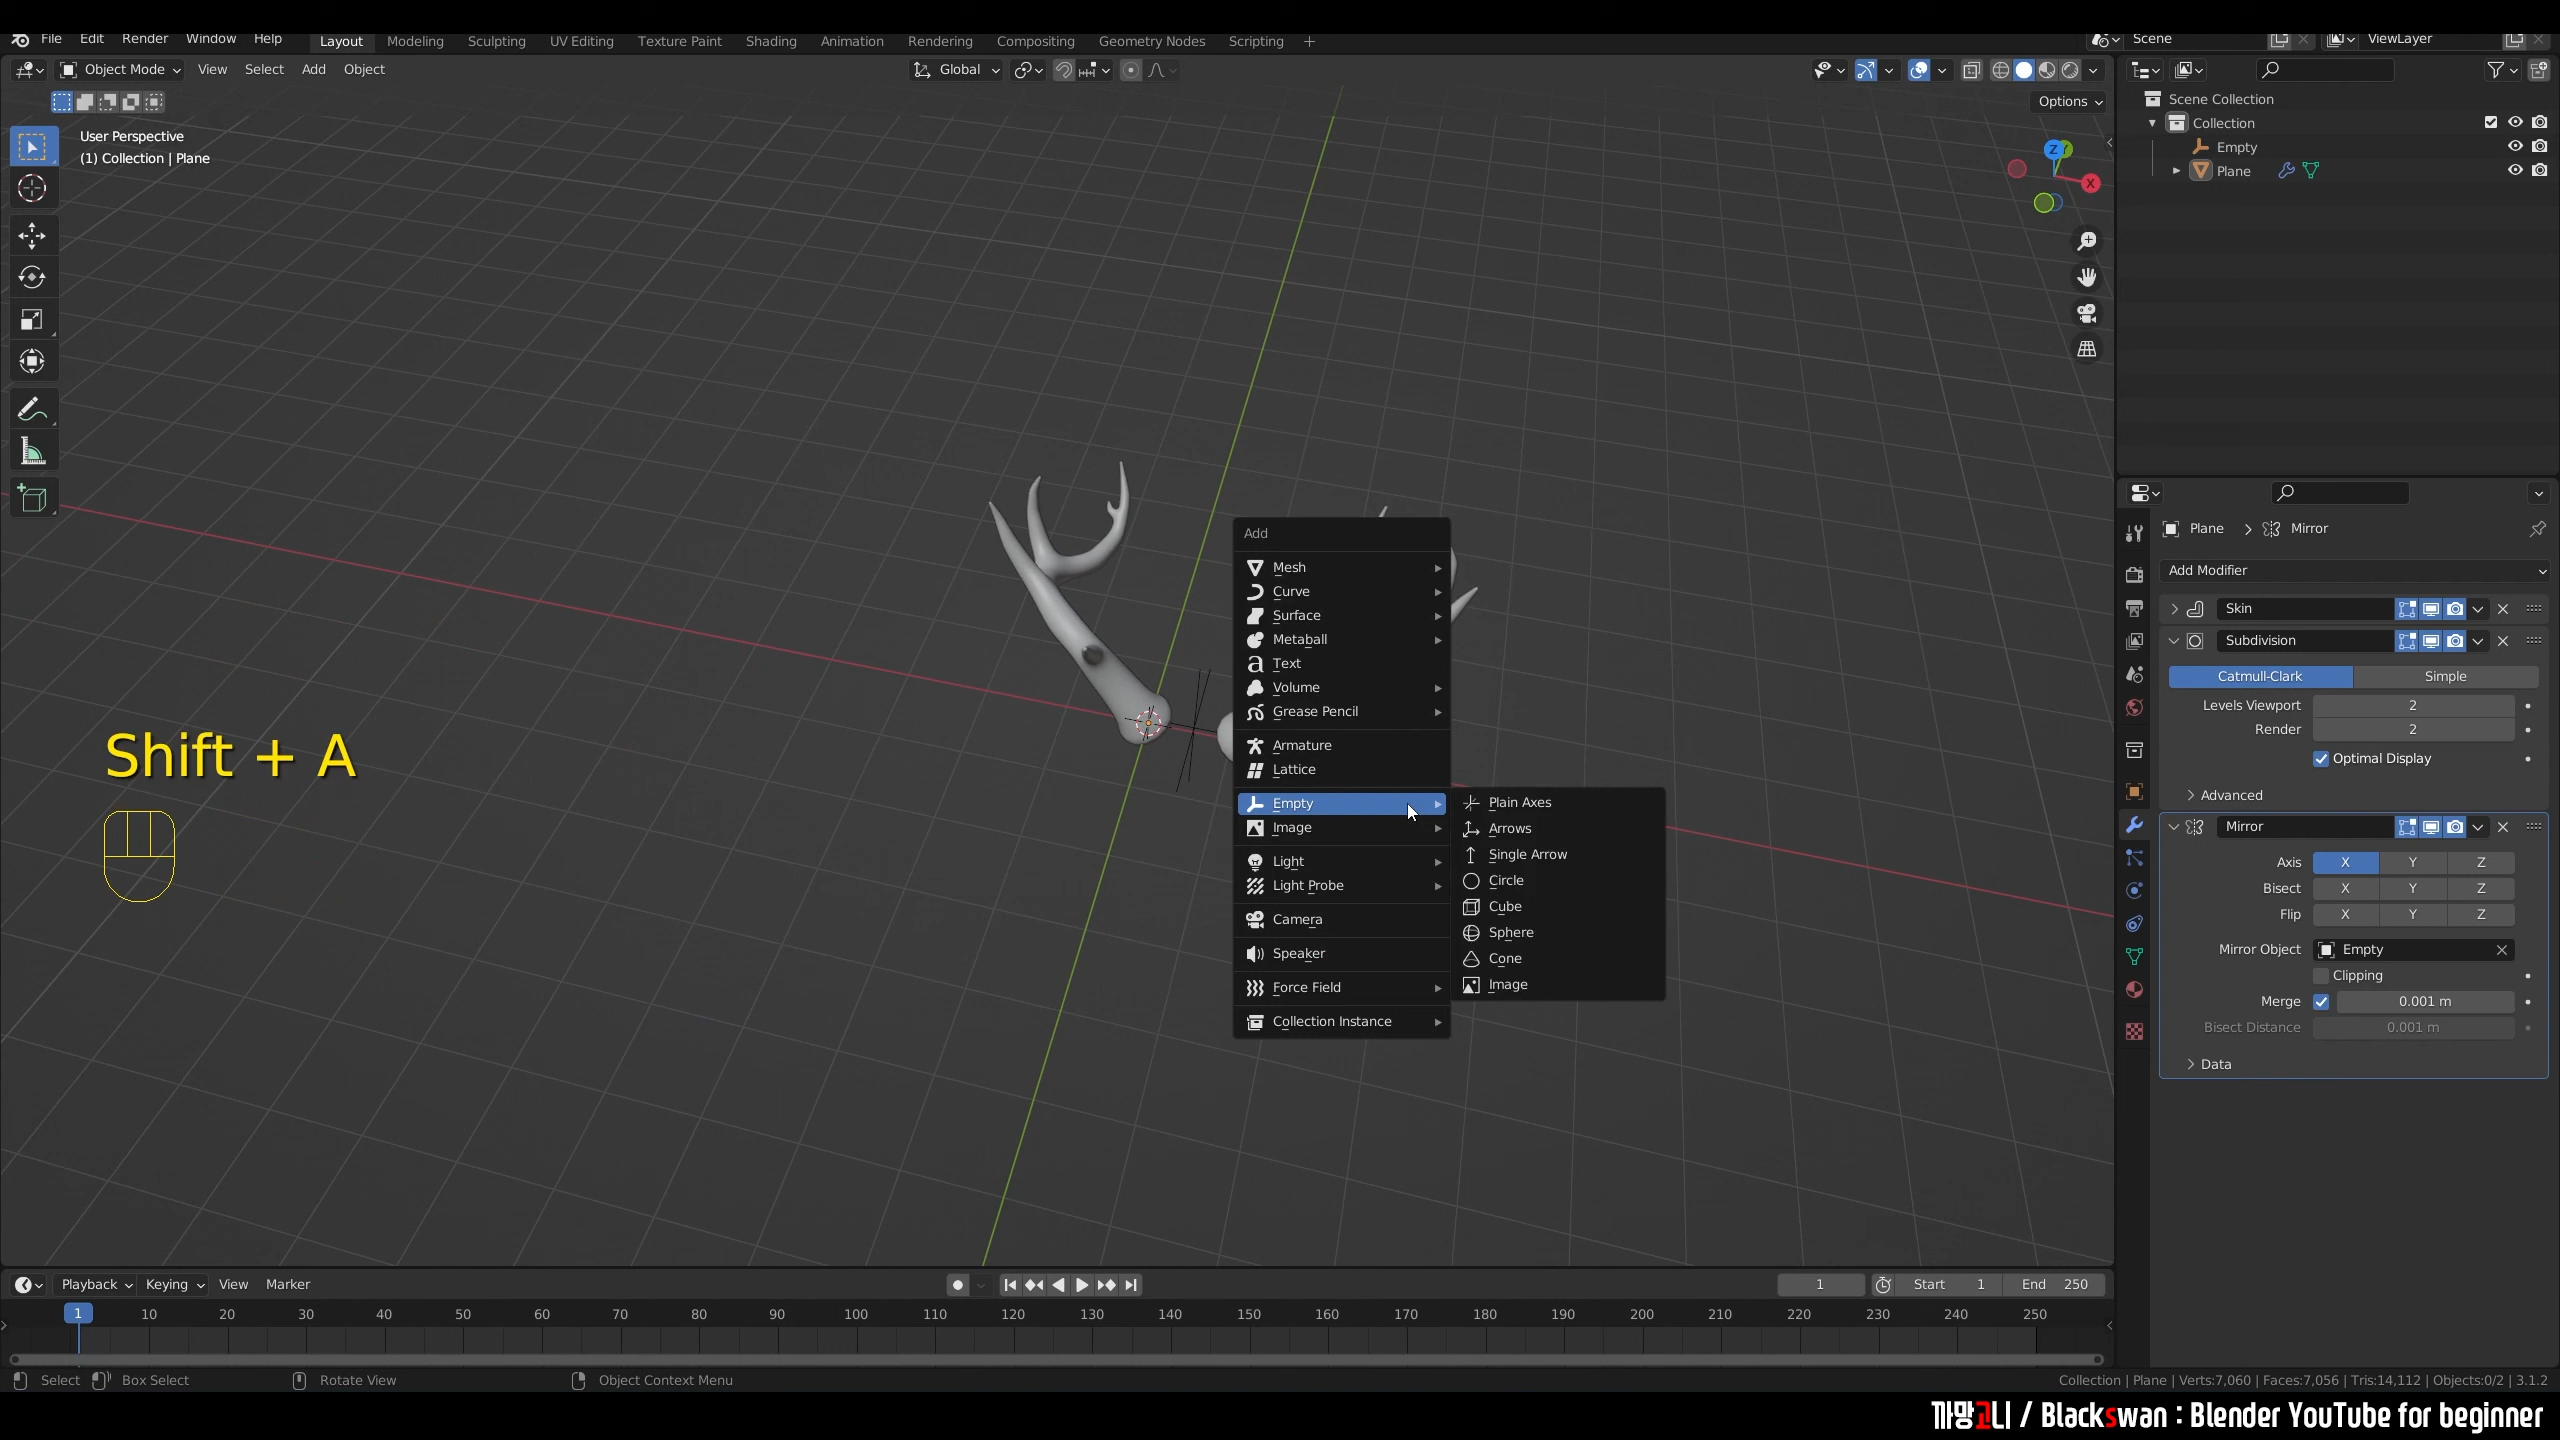 File Edit Render Window Help Layout Modeling Sculpting UV Editing Texture Paint Shading Animation Rendering Compositing Geometry Nodes Scripting + Scene ViewLayer
Object Mode View Select Add Object Global
Options
User Perspective
(1) Collection | Plane
Z
X
Scene Collection
Collection
Empty
Plane
Shift + A
Add
Mesh
Curve
Surface
Metaball
Text
Volume
Grease Pencil
Armature
Lattice
Empty
Image
Light
Light Probe
Camera
Speaker
Force Field
Collection Instance
Plain Axes
Arrows
Single Arrow
Circle
Cube
Sphere
Cone
Image
Plane > Mirror
Add Modifier
Skin
Subdivision
Catmull-Clark Simple
Levels Viewport 2
Render 2
Optimal Display
Advanced
Mirror
Axis X Y Z
Bisect X Y Z
Flip X Y Z
Mirror Object Empty
Clipping
Merge 0.001 m
Bisect Distance 0.001 m
Data
Playback Keying View Marker 1 Start 1 End 250
1 10 20 30 40 50 60 70 80 90 100 110 120 130 140 150 160 170 180 190 200 210 220 230 240 250
Select Box Select Rotate View Object Context Menu Collection | Plane | Verts:7,060 | Faces:7,056 | Tris:14,112 | Objects:0/2 | 3.1.2
까망고니 / Blackswan : Blender YouTube for beginner